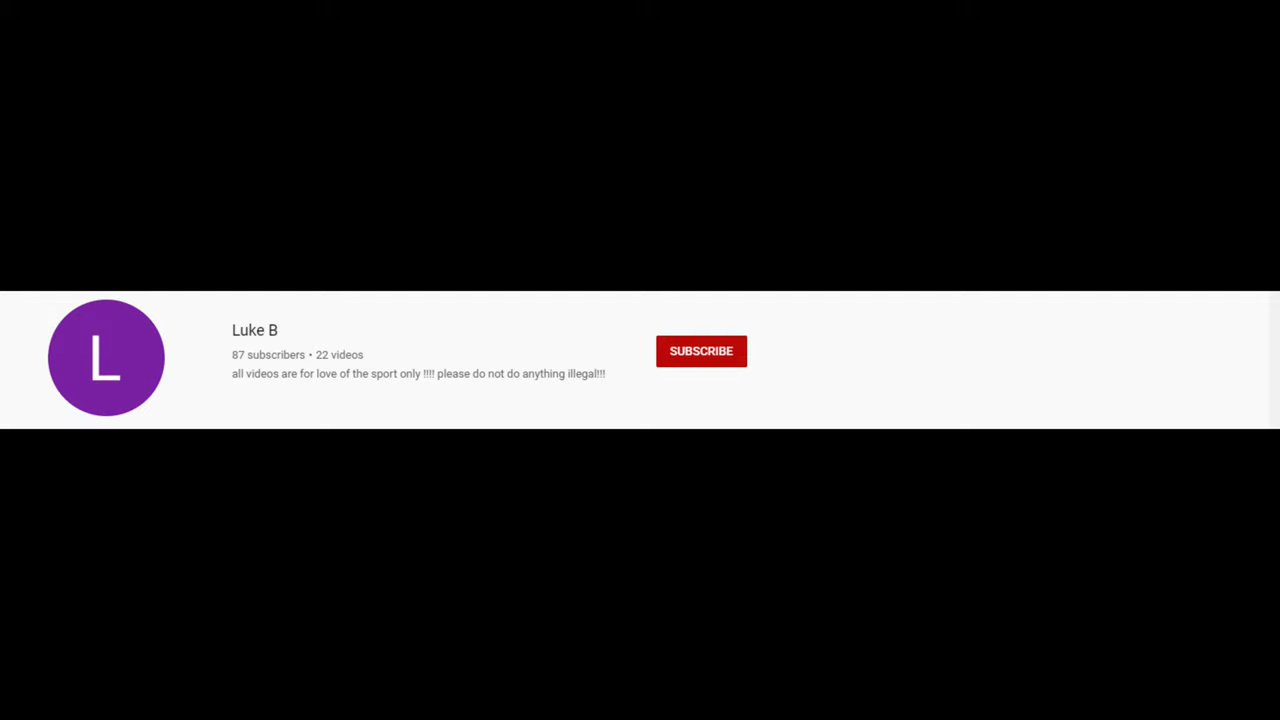 L
Luke B
87 subscribers • 22 videos
all videos are for love of the sport only !!!! please do not do anything illegal!!!
SUBSCRIBE